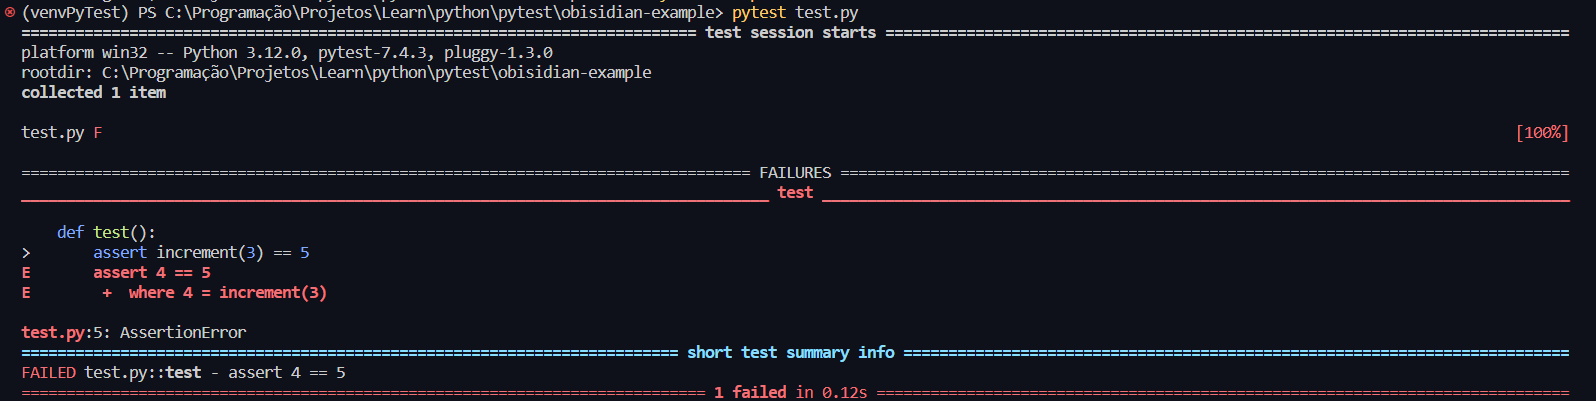 (venvPyTest) PS C:\Programação\Projetos\Learn\python\pytest\obisidian-example> pytest test.py
=========================================================================== test session starts ============================================================================
platform win32 -- Python 3.12.0, pytest-7.4.3, pluggy-1.3.0
rootdir: C:\Programação\Projetos\Learn\python\pytest\obisidian-example
collected 1 item
test.py F [100%]
================================================================================= FAILURES =================================================================================
___________________________________________________________________________________ test ___________________________________________________________________________________
def test():
> assert increment(3) == 5
E assert 4 == 5
E + where 4 = increment(3)
test.py:5: AssertionError
========================================================================= short test summary info ==========================================================================
FAILED test.py::test - assert 4 == 5
============================================================================ 1 failed in 0.12s =============================================================================